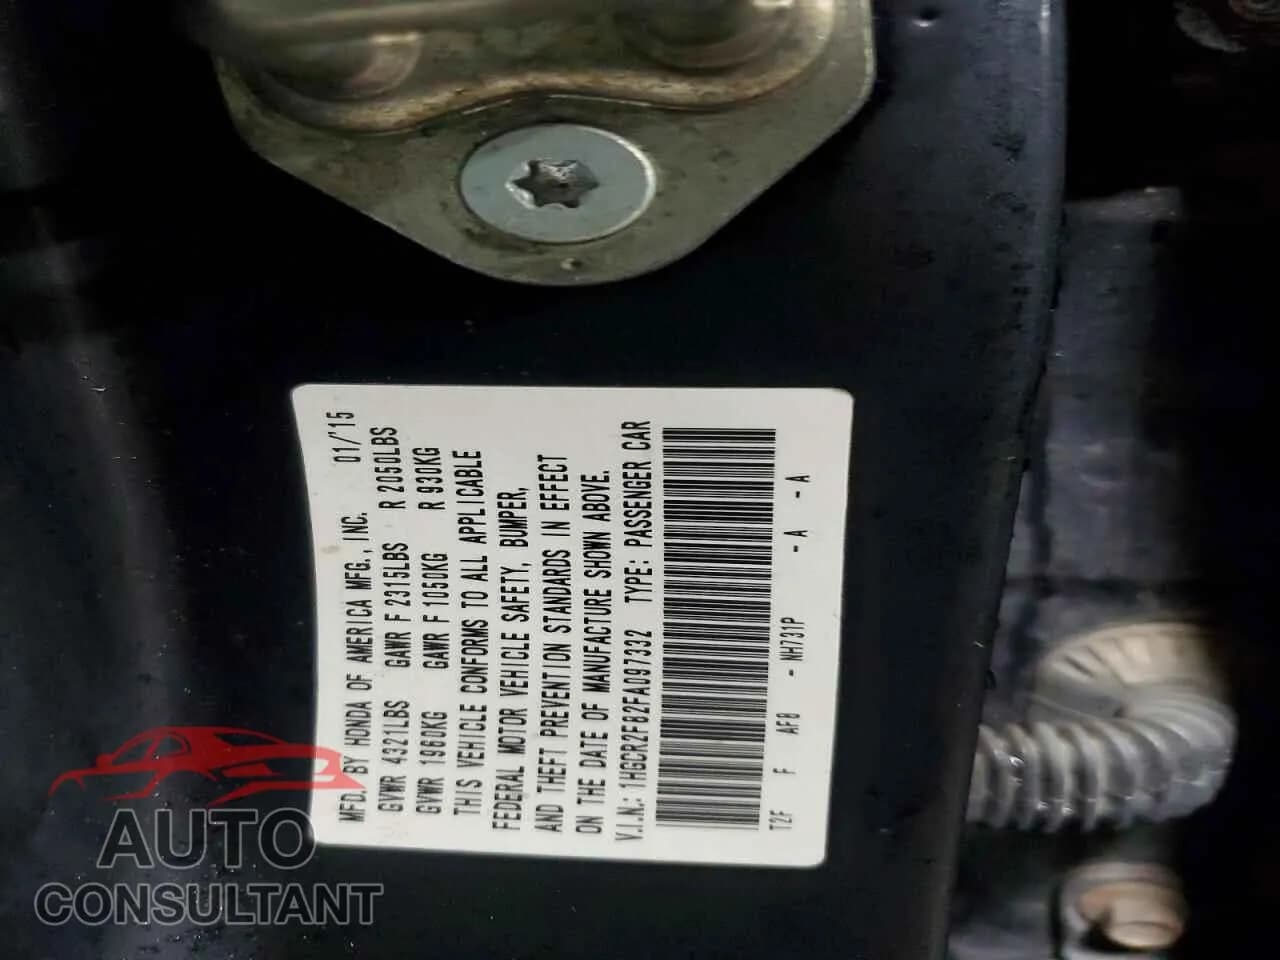 MFD. BY HONDA OF AMERICA MFG., INC. 01/'15
GVWR 4321LBS GAWR F 2315LBS R 2050LBS
GVWR 1960KG GAWR F 1050KG R 930KG
THIS VEHICLE CONFORMS TO ALL APPLICABLE
FEDERAL MOTOR VEHICLE SAFETY, BUMPER,
AND THEFT PREVENTION STANDARDS IN EFFECT
ON THE DATE OF MANUFACTURE SHOWN ABOVE.
V.I.N.: 1HGCR2F82FA097332 TYPE: PASSENGER CAR
T2F F AF8 - NH731P - A - A
AUTO
CONSULTANT